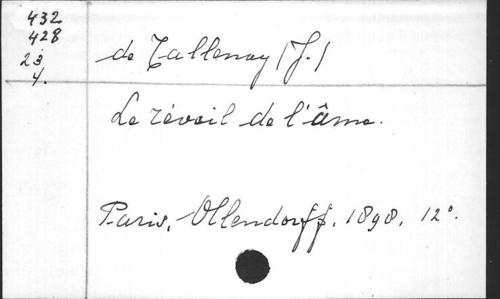 432
428
23
4.
de Tallenay (J.)
Le réveil de l'âme.
Paris, Ollendorff, 1898, 12°.